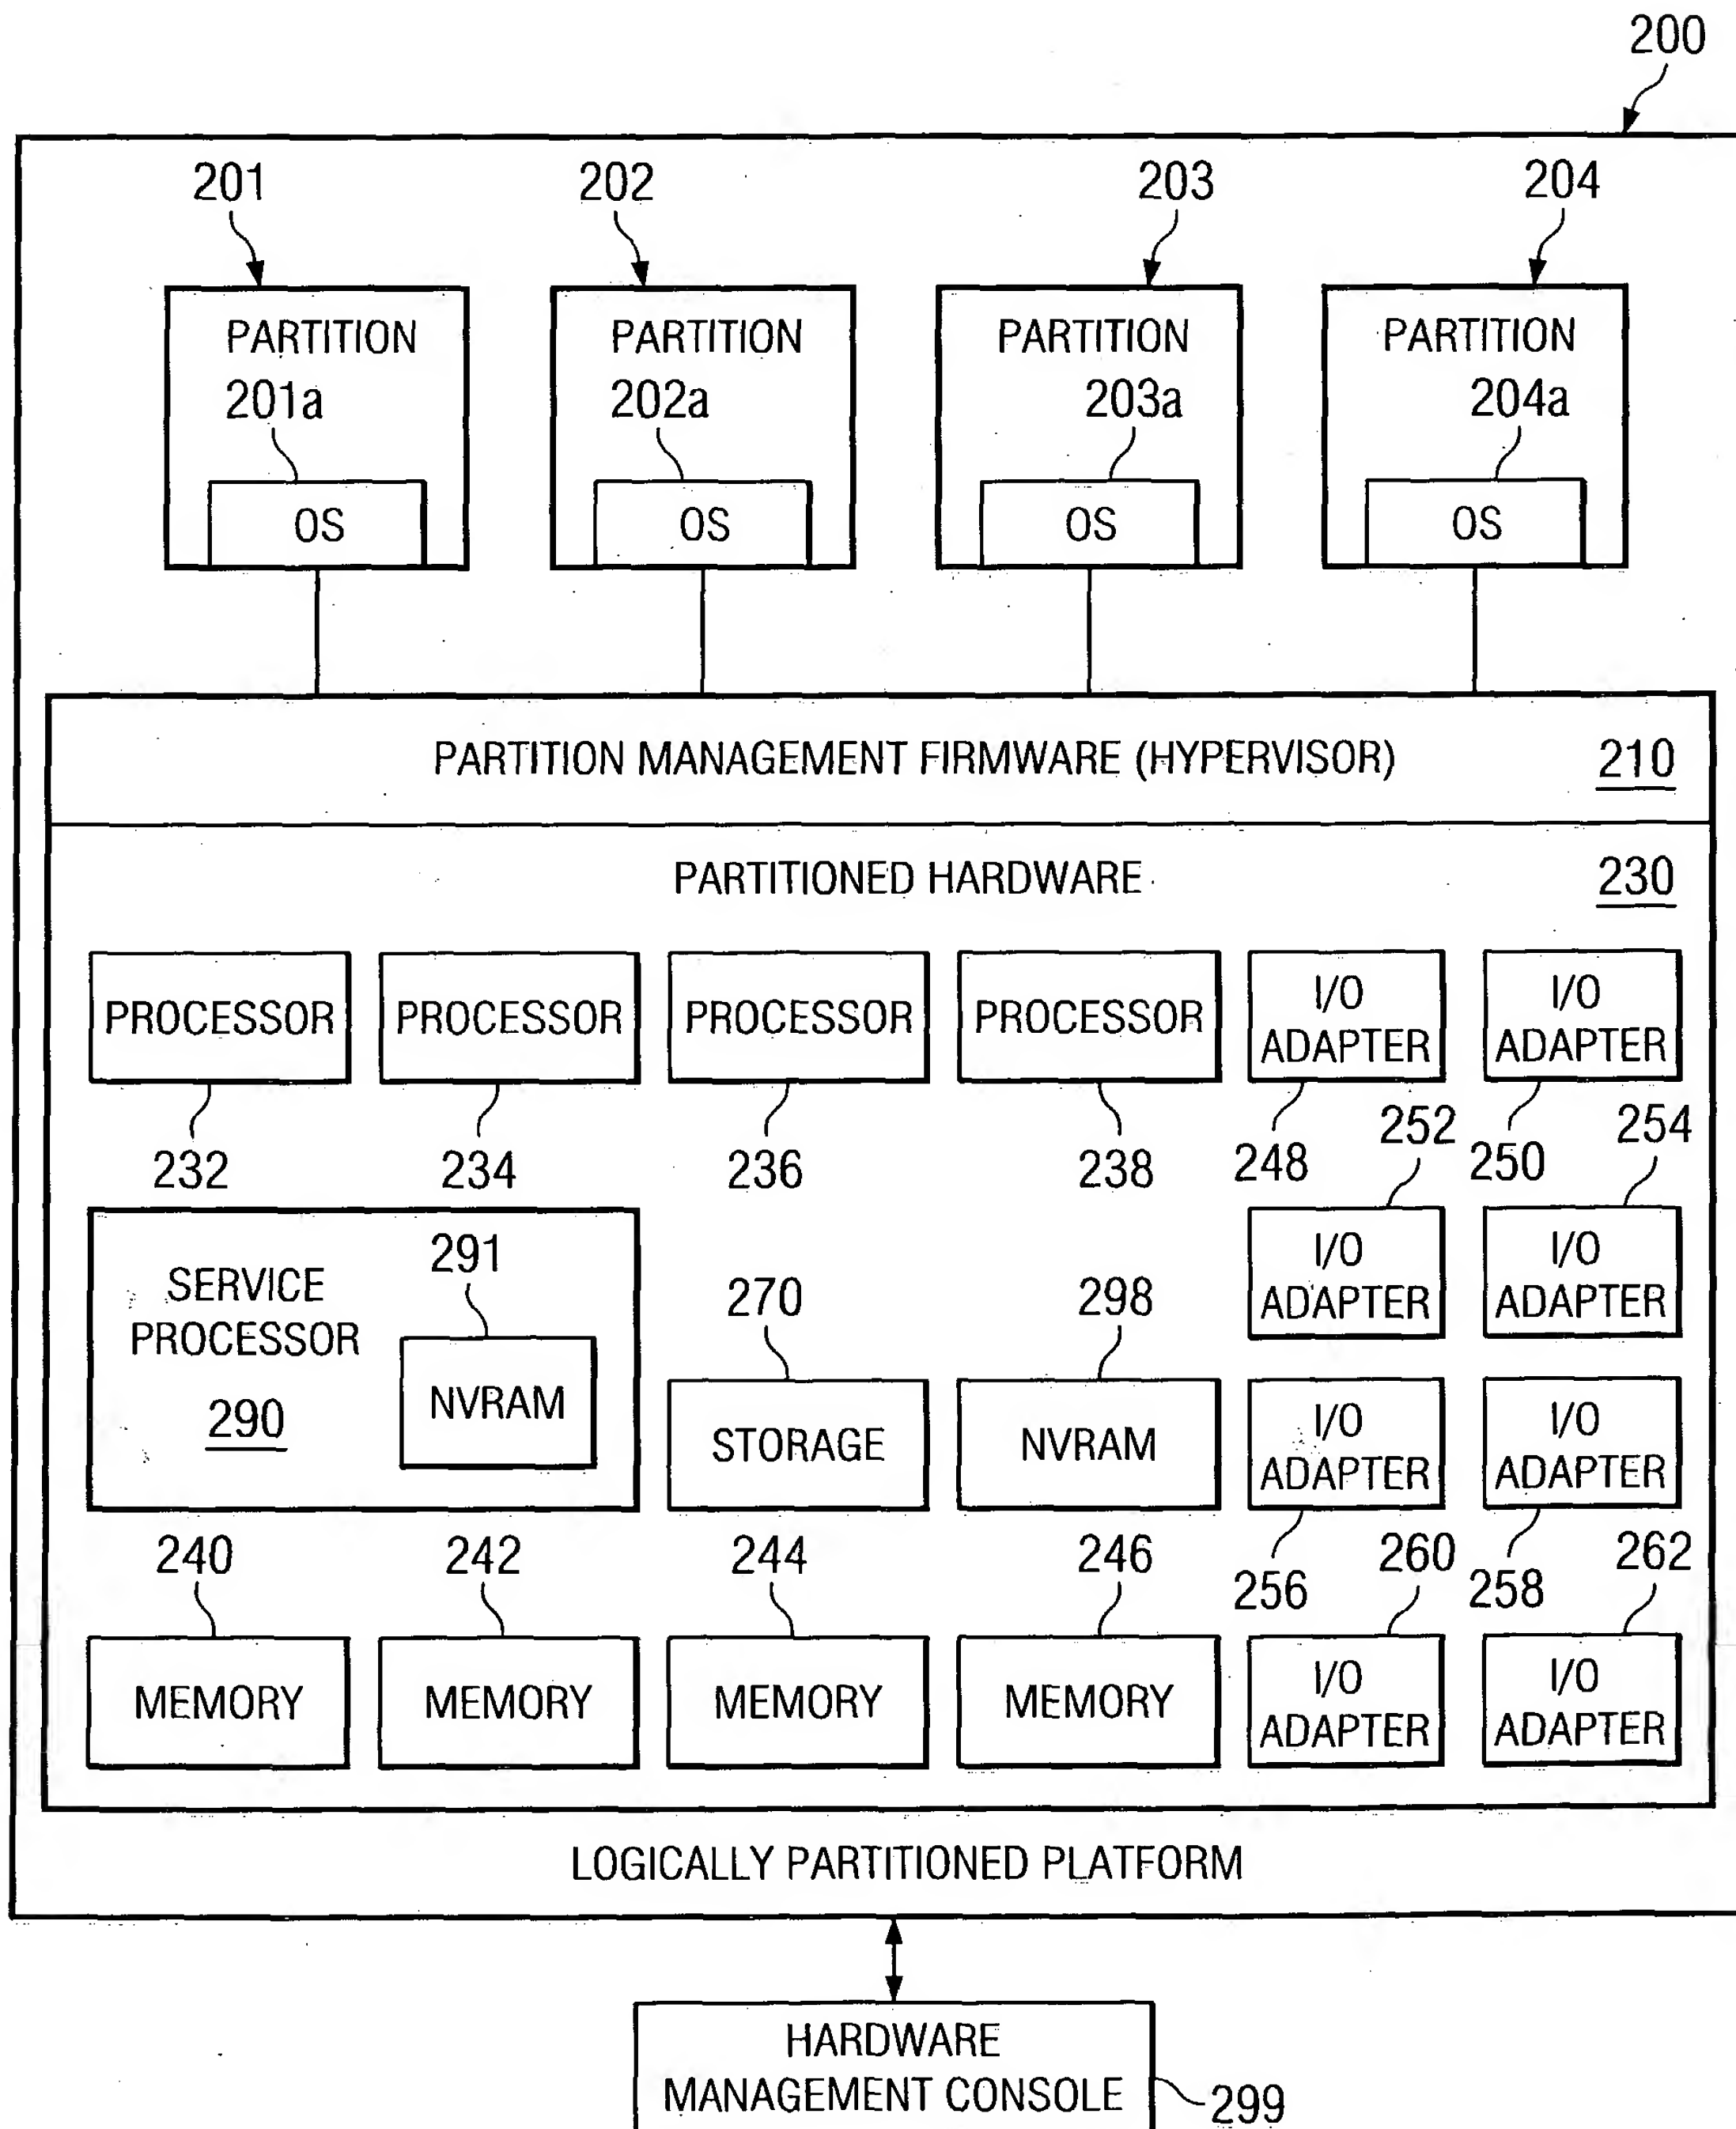 200
201 202 203 204
PARTITION PARTITION PARTITION PARTITION
201a 202a 203a 204a
OS OS OS OS
PARTITION MANAGEMENT FIRMWARE (HYPERVISOR) 210
PARTITIONED HARDWARE 230
PROCESSOR PROCESSOR PROCESSOR PROCESSOR
I/O ADAPTER
I/O ADAPTER
232 234 236 238 248 252 250 254
SERVICE
PROCESSOR
290
291
NVRAM
270
STORAGE
298
NVRAM
I/O ADAPTER
I/O ADAPTER
I/O ADAPTER
I/O ADAPTER
240 242 244 246 256 260 258 262
MEMORY MEMORY MEMORY MEMORY
I/O ADAPTER
I/O ADAPTER
LOGICALLY PARTITIONED PLATFORM
HARDWARE
MANAGEMENT CONSOLE
299